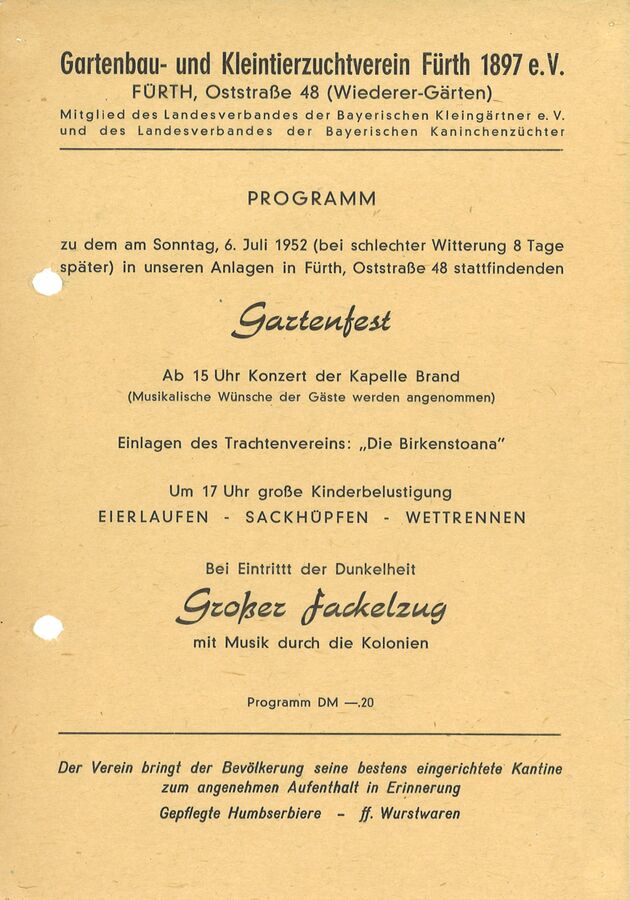 Gartenbau- und Kleintierzuchtverein Fürth 1897 e.V.
FÜRTH, Oststraße 48 (Wiederer-Gärten)
Mitglied des Landesverbandes der Bayerischen Kleingärtner e. V.
und des Landesverbandes der Bayerischen Kaninchenzüchter
PROGRAMM
zu dem am Sonntag, 6. Juli 1952 (bei schlechter Witterung 8 Tage
später) in unseren Anlagen in Fürth, Oststraße 48 stattfindenden
Gartenfest
Ab 15 Uhr Konzert der Kapelle Brand
(Musikalische Wünsche der Gäste werden angenommen)
Einlagen des Trachtenvereins: „Die Birkenstoana"
Um 17 Uhr große Kinderbelustigung
EIERLAUFEN - SACKHÜPFEN - WETTRENNEN
Bei Eintrittt der Dunkelheit
Großer Fackelzug
mit Musik durch die Kolonien
Programm DM —.20
Der Verein bringt der Bevölkerung seine bestens eingerichtete Kantine
zum angenehmen Aufenthalt in Erinnerung
Gepflegte Humbserbiere - ff. Wurstwaren